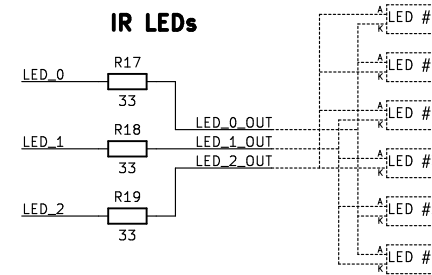 IR LEDs
LED_0
R17
33
LED_0_OUT
LED_1
R18
33
LED_1_OUT
LED_2
R19
33
LED_2_OUT
A
K
LED #
A
K
LED #
A
K
LED #
A
K
LED #
A
K
LED #
A
K
LED #